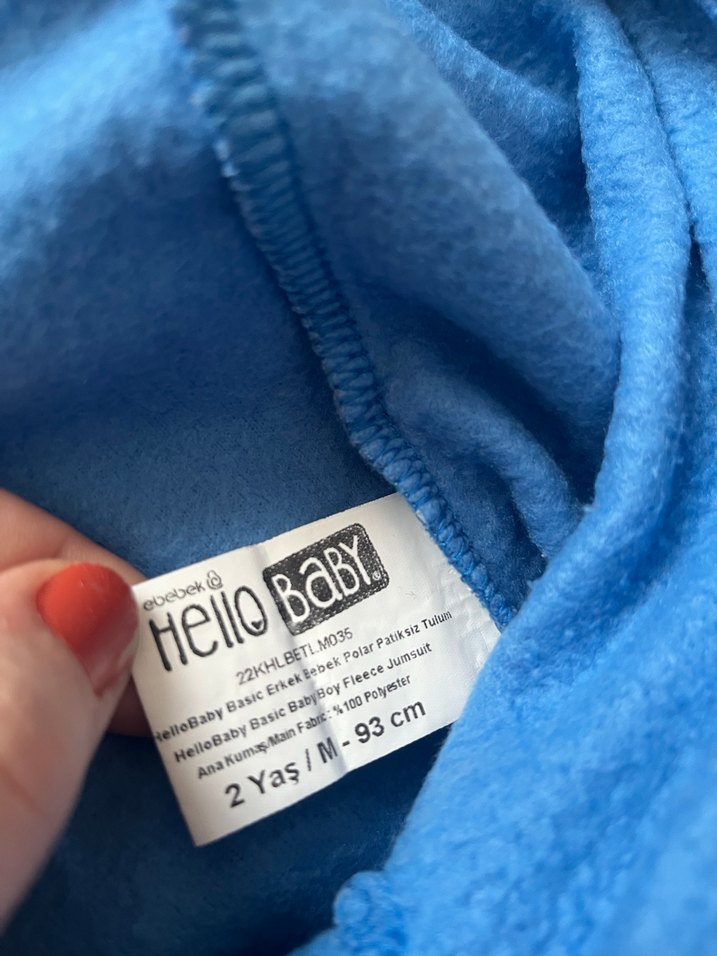 ebebek
Hello BaBY
22KHLBETLM035
HelloBaby Basic Erkek Bebek Polar Patiksiz Tulum
HelloBaby Basic Baby Boy Fleece Jumsuit
Ana Kumaş/Main Fabric: %100 Polyester
2 Yaş / M - 93 cm